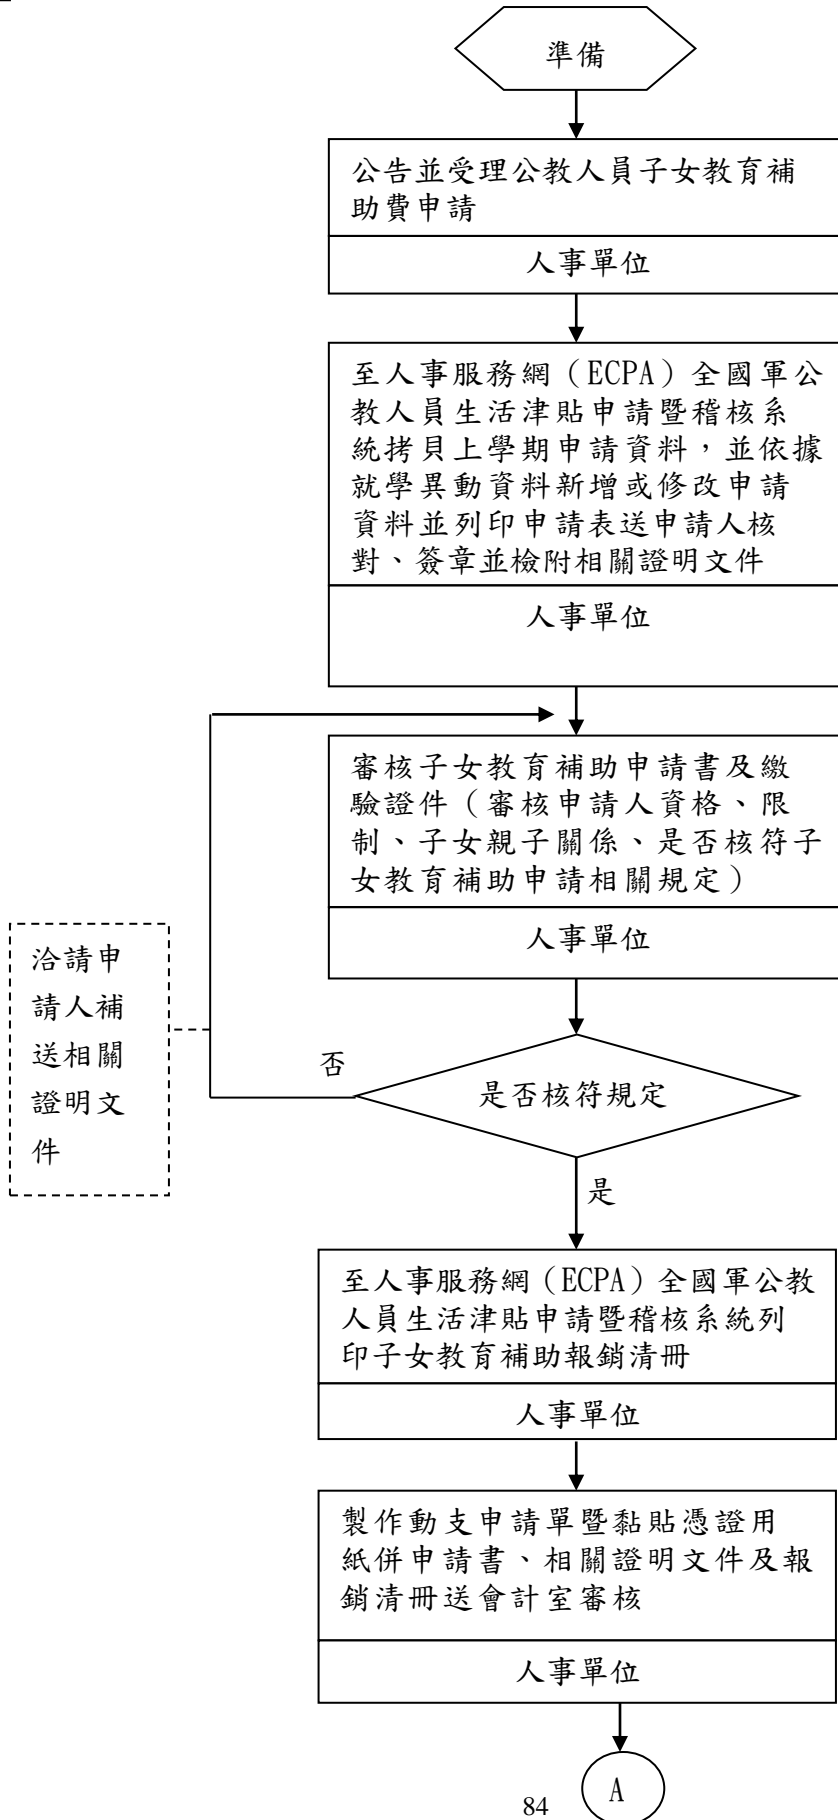 準備
公告並受理公教人員子女教育補
助費申請
人事單位
至人事服務網（ECPA）全國軍公
教人員生活津貼申請暨稽核系
統拷貝上學期申請資料，並依據
就學異動資料新增或修改申請
資料並列印申請表送申請人核
對、簽章並檢附相關證明文件
人事單位
審核子女教育補助申請書及繳
驗證件（審核申請人資格、限
制、子女親子關係、是否核符子
女教育補助申請相關規定）
人事單位
洽請申
請人補
送相關
證明文
件
否
是否核符規定
是
至人事服務網（ECPA）全國軍公教
人員生活津貼申請暨稽核系統列
印子女教育補助報銷清冊
人事單位
製作動支申請單暨黏貼憑證用
紙併申請書、相關證明文件及報
銷清冊送會計室審核
人事單位
A
84